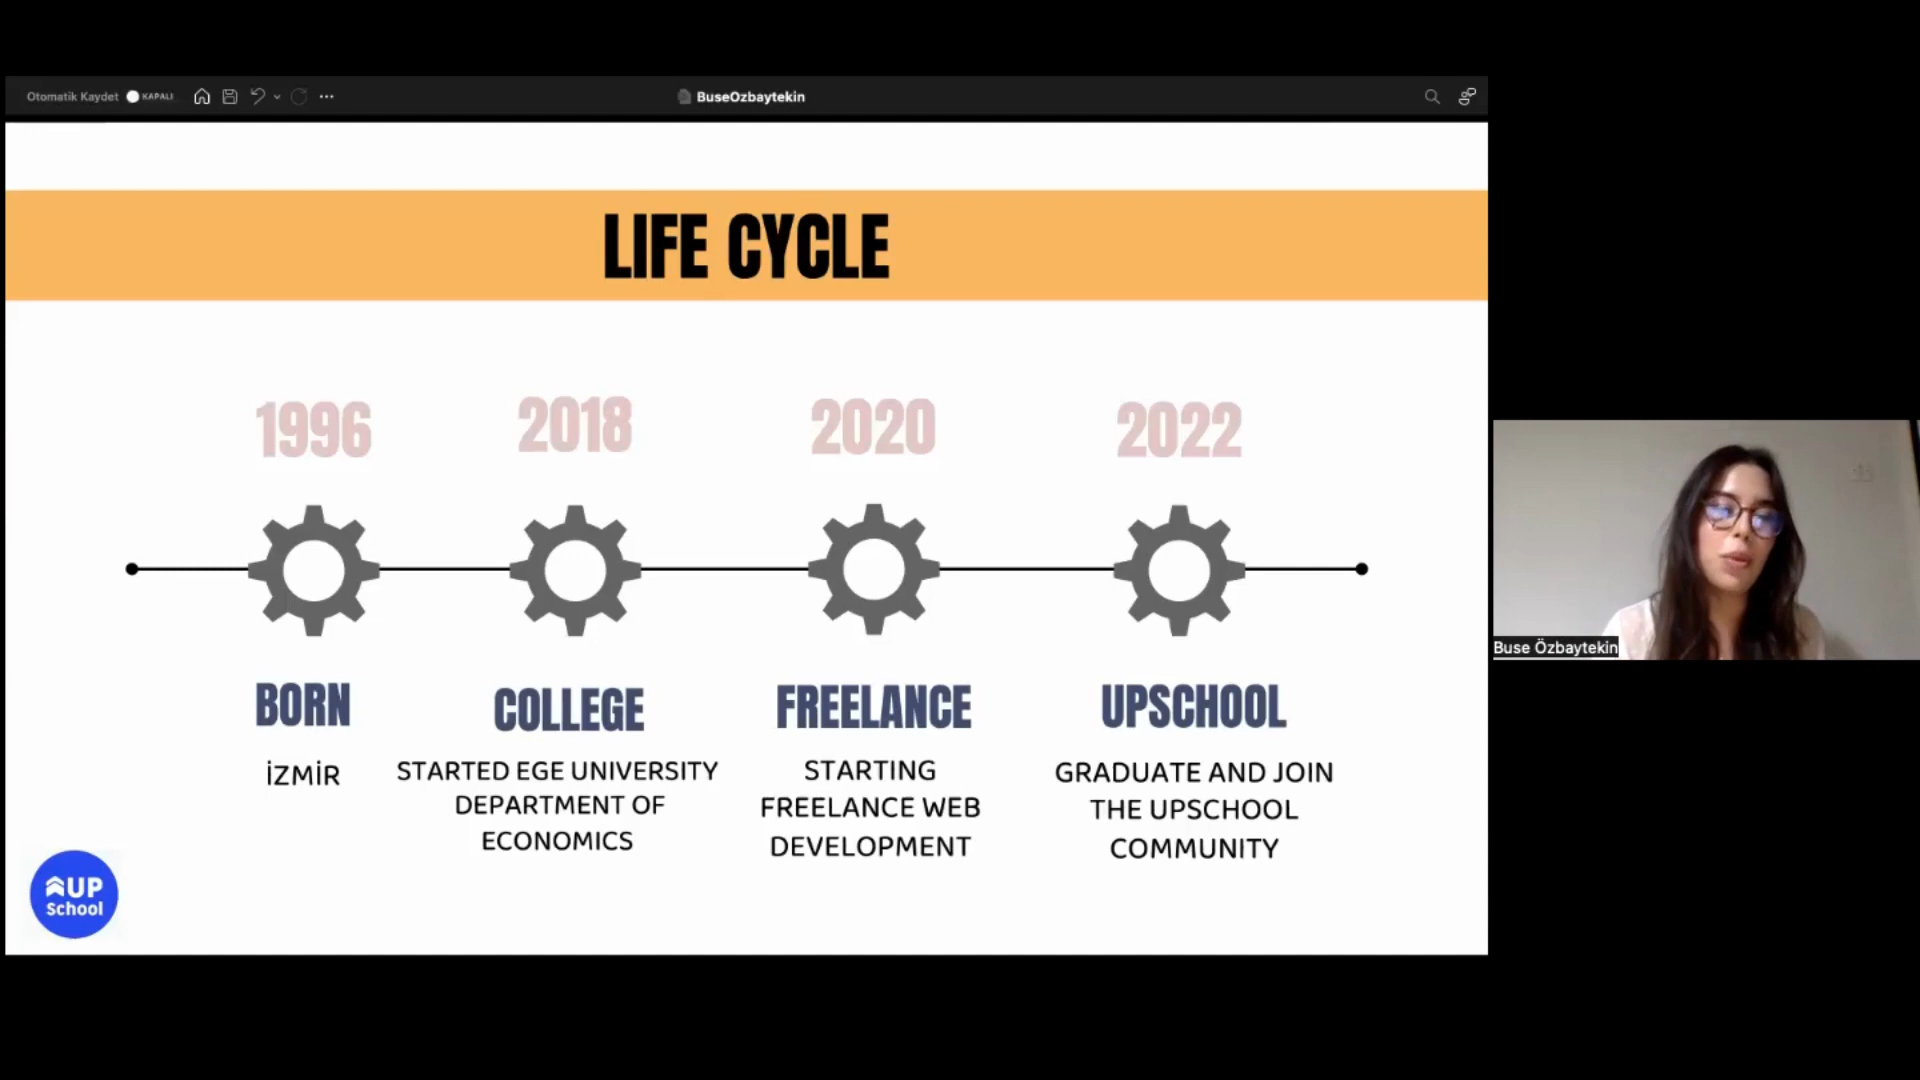 Otomatik Kaydet KAPALI
BuseOzbaytekin
LIFE CYCLE
1996
2018
2020
2022
BORN
COLLEGE
FREELANCE
UPSCHOOL
İZMİR
STARTED EGE UNIVERSITY
DEPARTMENT OF
ECONOMICS
STARTING
FREELANCE WEB
DEVELOPMENT
GRADUATE AND JOIN
THE UPSCHOOL
COMMUNITY
UP
School
Buse Özbaytekin